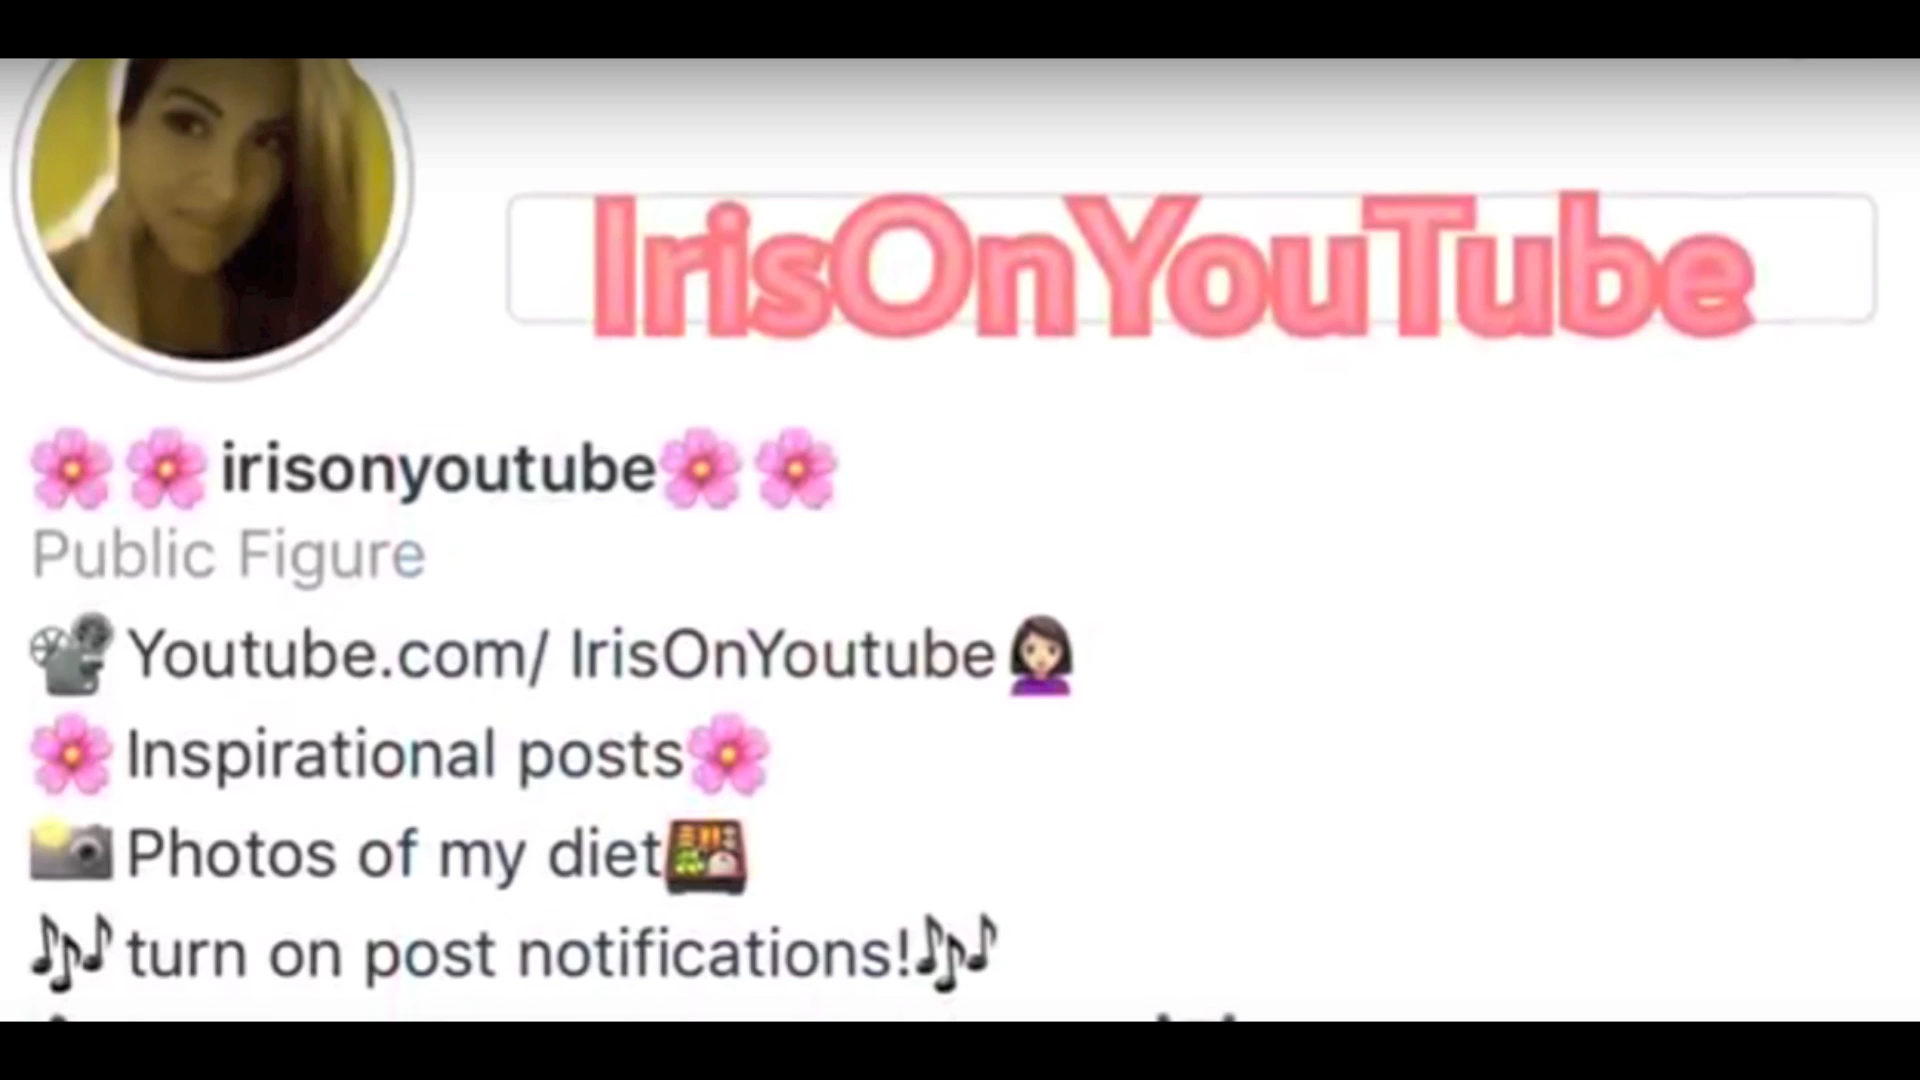 IrisOnYouTube
🌸🌸irisonyoutube🌸🌸
Public Figure
📽Youtube.com/ IrisOnYoutube💁🏻‍♀️
🌸Inspirational posts🌸
📸Photos of my diet🍱
🎶turn on post notifications!🎶